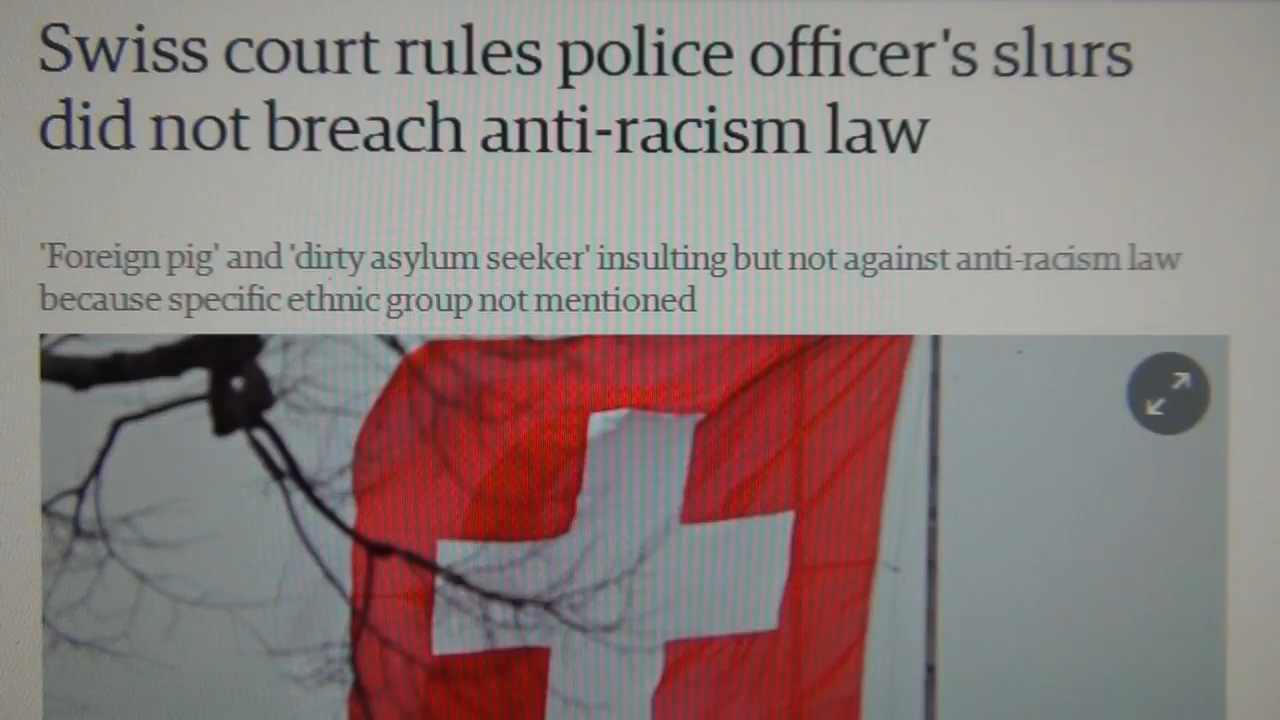 Swiss court rules police officer's slurs
did not breach anti-racism law
'Foreign pig' and 'dirty asylum seeker' insulting but not against anti-racism law
because specific ethnic group not mentioned